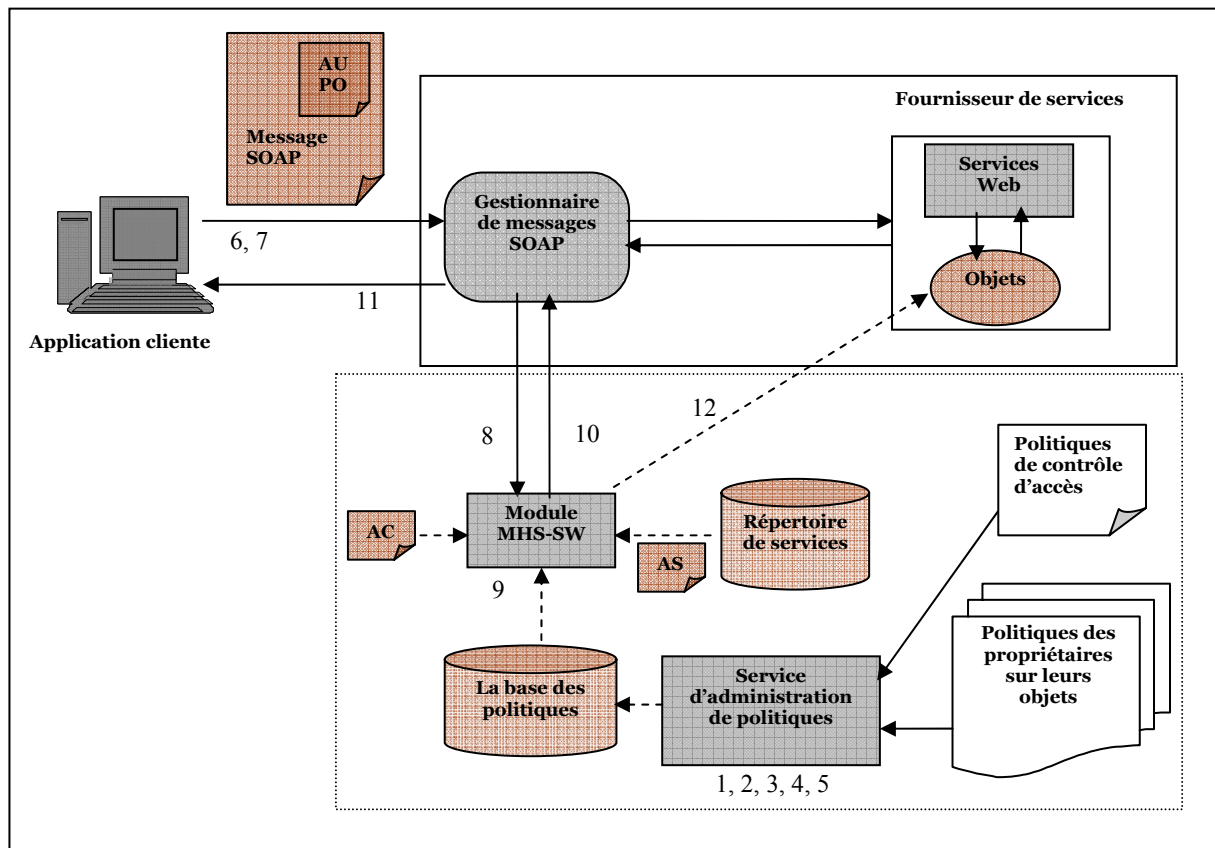 AU
PO
Message
SOAP
Fournisseur de services
Services
Web
Gestionnaire
de messages
SOAP
6, 7
Objets
11
Application cliente
12
8
10
Politiques
de contrôle
d’accès
Module
MHS-SW
AC
Répertoire
de services
AS
9
Politiques des
propriétaires
sur leurs
objets
La base des
politiques
Service
d’administration
de politiques
1, 2, 3, 4, 5